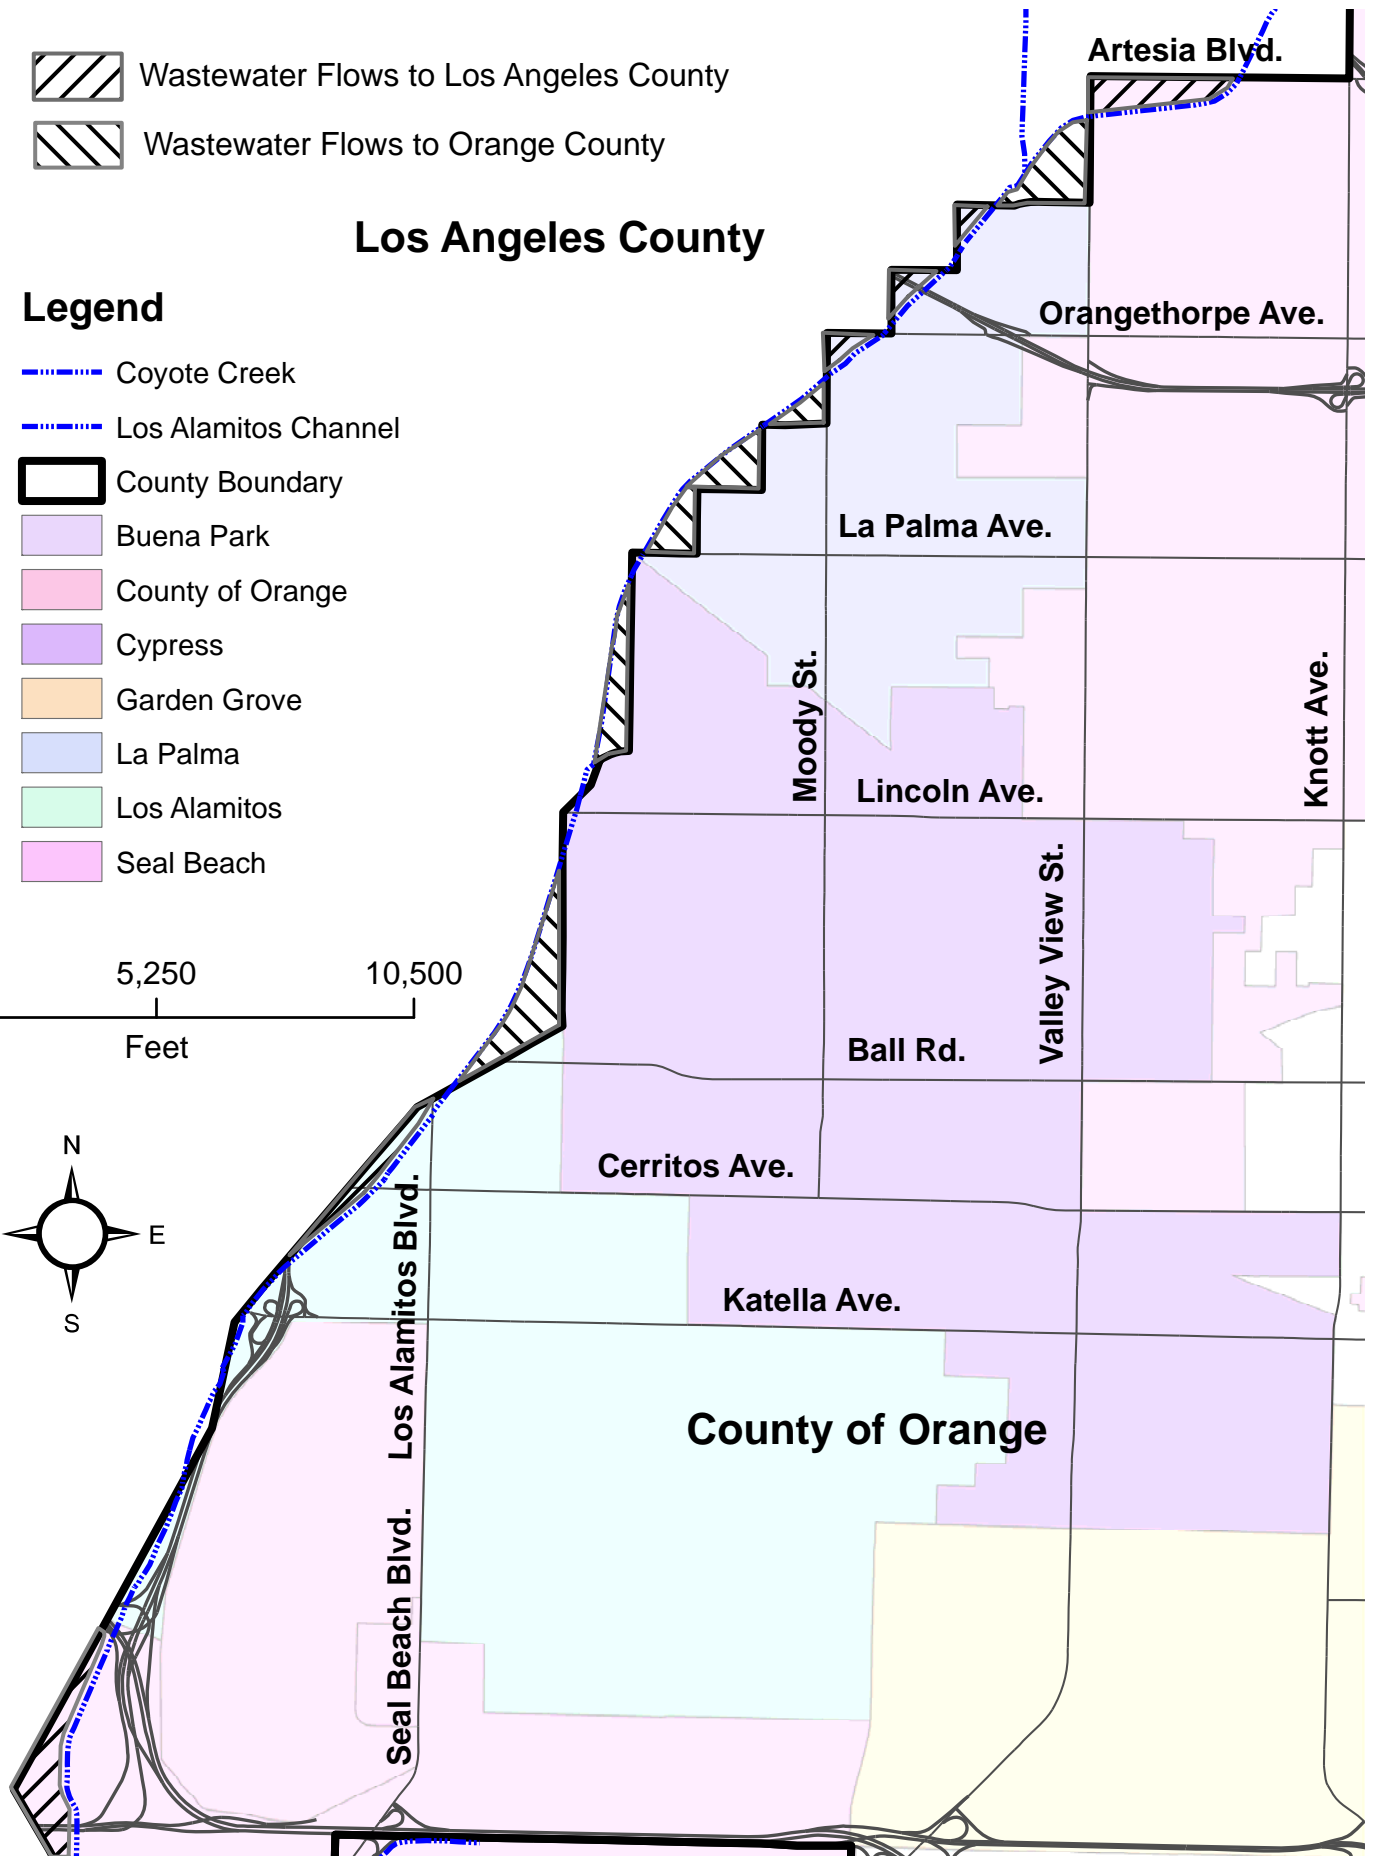 Artesia Blvd.
Wastewater Flows to Los Angeles County
Wastewater Flows to Orange County
Los Angeles County
Legend
Orangethorpe Ave.
Coyote Creek
Los Alamitos Channel
County Boundary
La Palma Ave.
Buena Park
County of Orange
Cypress
Garden Grove
La Palma
Los Alamitos
Seal Beach
Moody St.
Knott Ave.
Lincoln Ave.
Valley View St.
5,250 10,500
Feet
Ball Rd.
N
E
S
Cerritos Ave.
Los Alamitos Blvd.
Katella Ave.
County of Orange
Seal Beach Blvd.